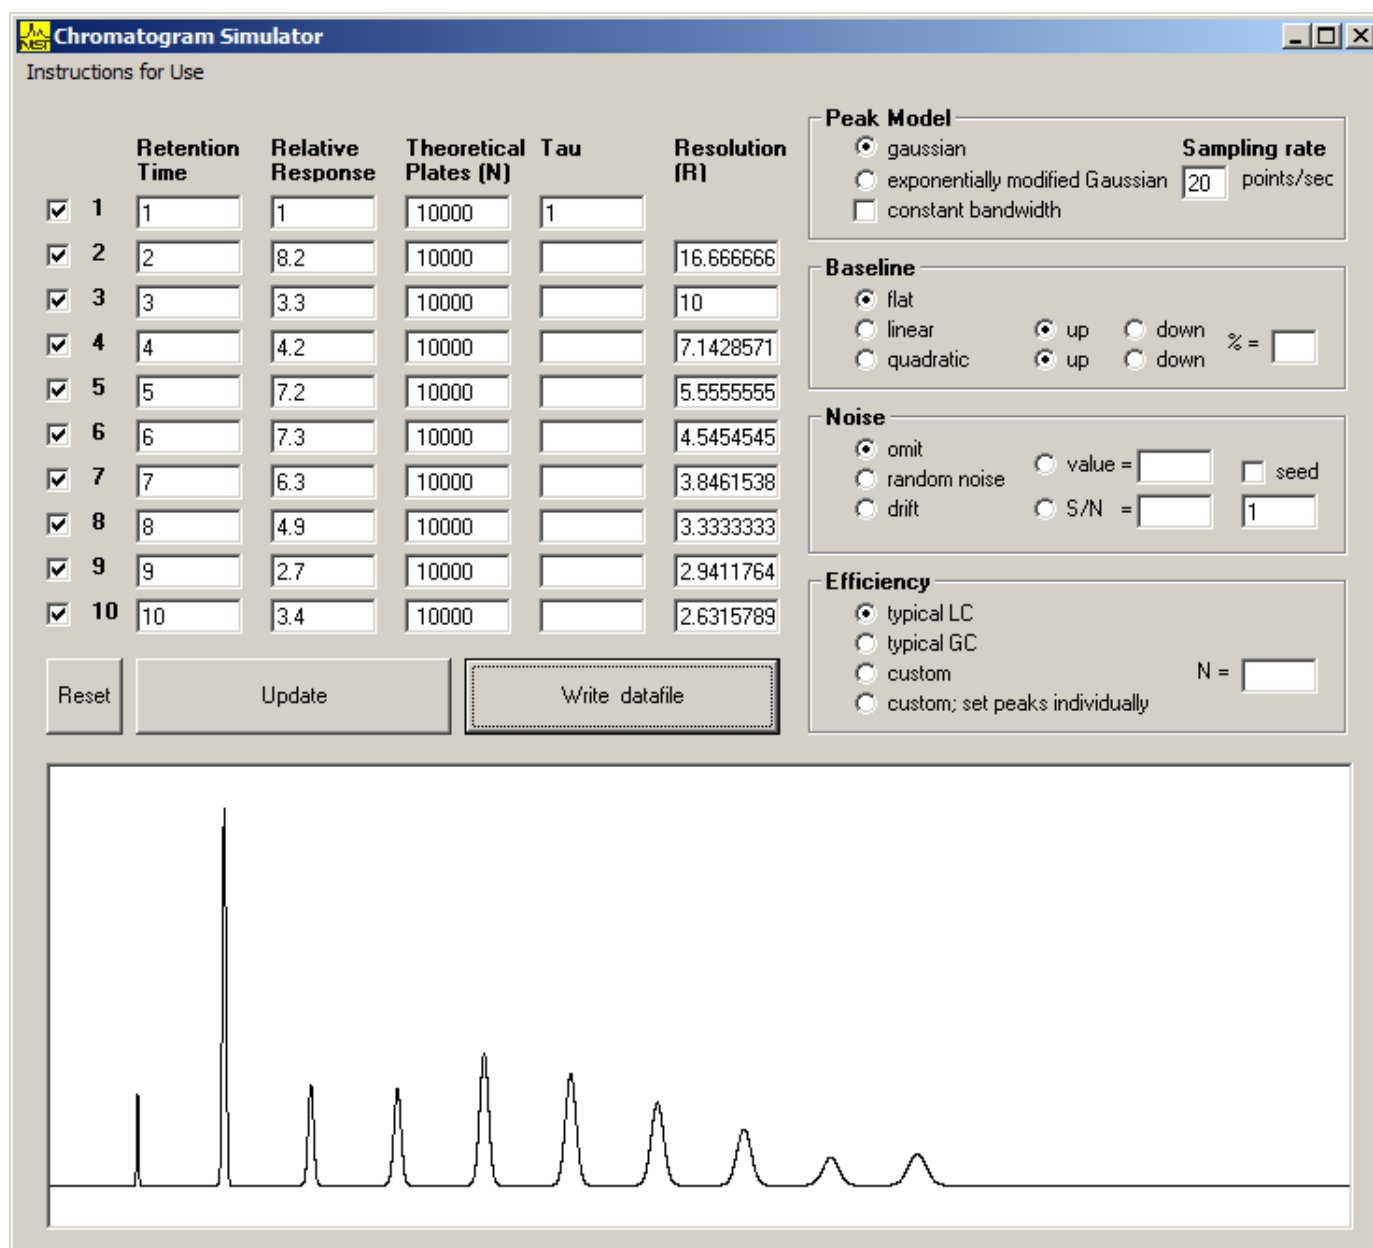 NIST
Chromatogram Simulator
Instructions for Use
Retention Time
Relative Response
Theoretical Plates (N)
Tau
Resolution (R)
1 1 1 10000 1
2 2 8.2 10000 16.666666
3 3 3.3 10000 10
4 4 4.2 10000 7.1428571
5 5 7.2 10000 5.5555555
6 6 7.3 10000 4.5454545
7 7 6.3 10000 3.8461538
8 8 4.9 10000 3.3333333
9 9 2.7 10000 2.9411764
10 10 3.4 10000 2.6315789
Reset Update Write datafile
Peak Model
gaussian
exponentially modified Gaussian
constant bandwidth
Sampling rate
20 points/sec
Baseline
flat
linear up down
quadratic up down
% =
Noise
omit
random noise
drift
value =
S/N =
seed
1
Efficiency
typical LC
typical GC
custom
custom; set peaks individually
N =